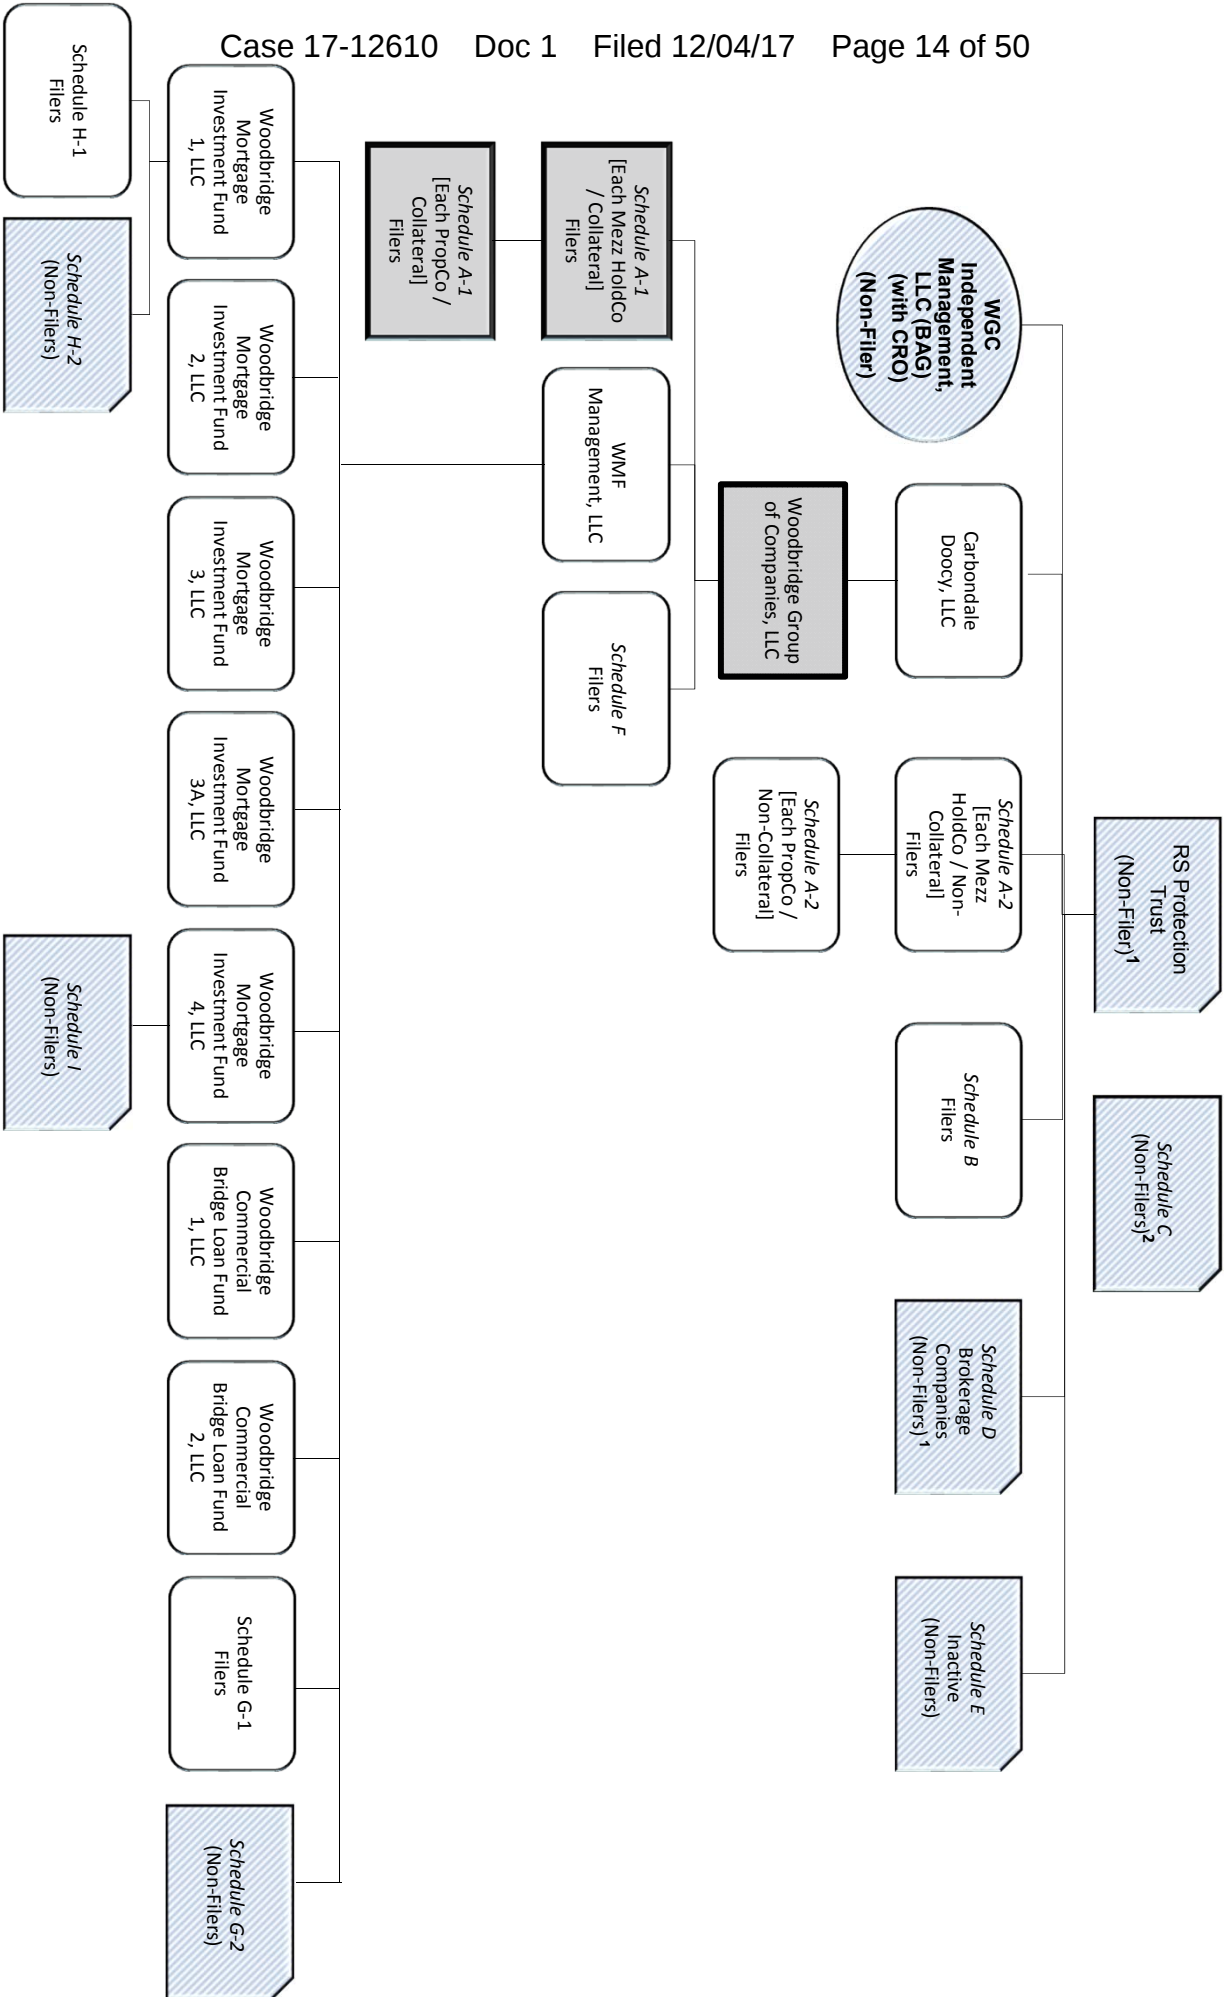 Case 17-12610 Doc 1 Filed 12/04/17 Page 14 of 50
RS Protection
Trust
(Non-Filer)1
Schedule C
(Non-Filers)2
WGC
Independent
Management,
LLC (BAG)
(with CRO)
(Non-Filer)
Carbondale
Doocy, LLC
Schedule A-2
[Each Mezz
HoldCo / Non-
Collateral]
Filers
Schedule B
Filers
Schedule D
Brokerage
Companies
(Non-Filers)1
Schedule E
Inactive
(Non-Filers)
Woodbridge Group
of Companies, LLC
Schedule A-2
[Each PropCo /
Non-Collateral]
Filers
Schedule A-1
[Each Mezz HoldCo
/ Collateral]
Filers
WMF
Management, LLC
Schedule F
Filers
Schedule A-1
[Each PropCo /
Collateral]
Filers
Woodbridge
Mortgage
Investment Fund
1, LLC
Woodbridge
Mortgage
Investment Fund
2, LLC
Woodbridge
Mortgage
Investment Fund
3, LLC
Woodbridge
Mortgage
Investment Fund
3A, LLC
Woodbridge
Mortgage
Investment Fund
4, LLC
Woodbridge
Commercial
Bridge Loan Fund
1, LLC
Woodbridge
Commercial
Bridge Loan Fund
2, LLC
Schedule G-1
Filers
Schedule G-2
(Non-Filers)
Schedule H-1
Filers
Schedule H-2
(Non-Filers)
Schedule I
(Non-Filers)